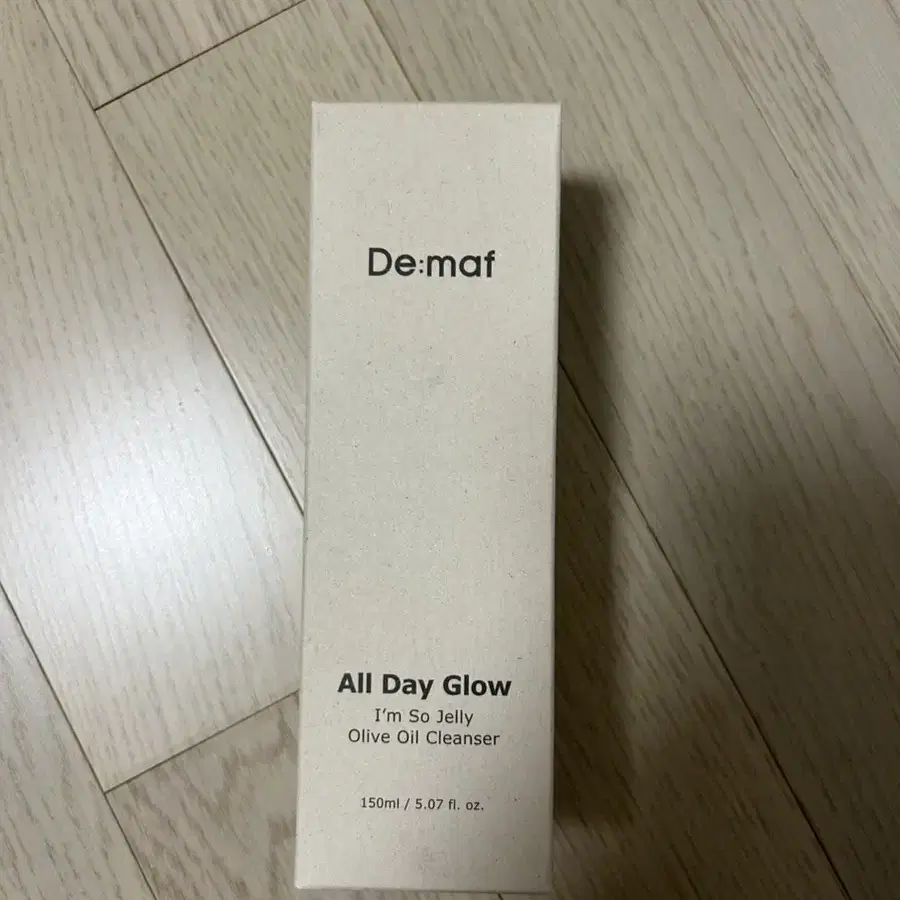 De:maf
All Day Glow
I'm So Jelly
Olive Oil Cleanser
150ml / 5.07 fl. oz.